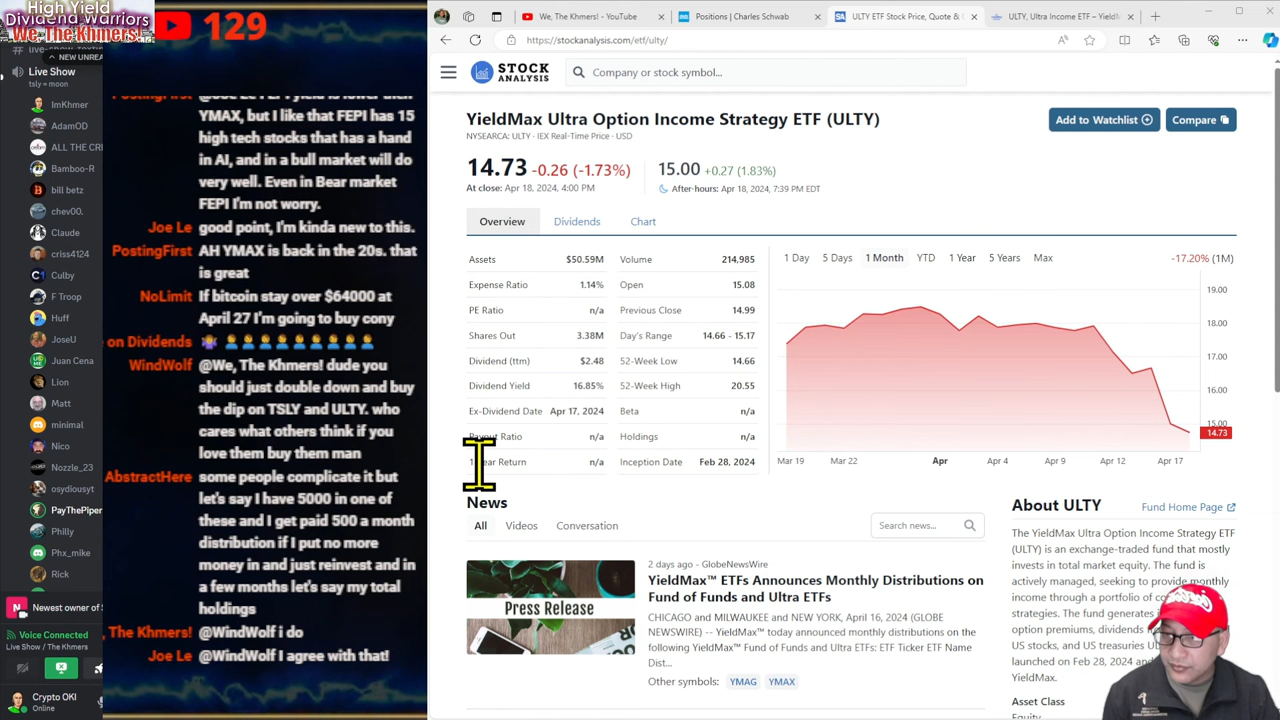 High Yield
Dividend Warriors
We, The Khmers!
129
NEW UNREA
Live Show
tsly = moon
ImKhmer
AdamOD
ALL THE CRI
Bamboo-R
bill betz
chev00.
Claude
criss4124
Culby
F Troop
Huff
JoseU
Juan Cena
Lion
Matt
minimal
Nico
Nozzle_23
osydiousyt
PayThePiper
Philly
Phx_mike
Rick
Newest owner of S
Voice Connected
Live Show / The Khmers
Crypto OKI
Online
YMAX, but I like that FEPI has 15
high tech stocks that has a hand
in AI, and in a bull market will do
very well. Even in Bear market
FEPI I'm not worry.
Joe Le good point, I'm kinda new to this.
PostingFirst AH YMAX is back in the 20s. that
is great
NoLimit If bitcoin stay over $64000 at
April 27 I'm going to buy cony
on Dividends
WindWolf @We, The Khmers! dude you
should just double down and buy
the dip on TSLY and ULTY. who
cares what others think if you
love them buy them man
AbstractHere some people complicate it but
let's say I have 5000 in one of
these and I get paid 500 a month
distribution if I put no more
money in and just reinvest and in
a few months let's say my total
holdings
, The Khmers! @WindWolf i do
Joe Le @WindWolf I agree with that!
We, The Khmers! - YouTube
Positions | Charles Schwab
ULTY ETF Stock Price, Quote & 
ULTY, Ultra Income ETF – YieldM
https://stockanalysis.com/etf/ulty/
STOCK
ANALYSIS
Company or stock symbol...
YieldMax Ultra Option Income Strategy ETF (ULTY)
NYSEARCA: ULTY · IEX Real-Time Price · USD
Add to Watchlist
Compare
14.73 -0.26 (-1.73%)
At close: Apr 18, 2024, 4:00 PM
15.00 +0.27 (1.83%)
After-hours: Apr 18, 2024, 7:39 PM EDT
Overview Dividends Chart
Assets $50.59M Volume 214,985
Expense Ratio 1.14% Open 15.08
PE Ratio n/a Previous Close 14.99
Shares Out 3.38M Day's Range 14.66 - 15.17
Dividend (ttm) $2.48 52-Week Low 14.66
Dividend Yield 16.85% 52-Week High 20.55
Ex-Dividend Date Apr 17, 2024 Beta n/a
Payout Ratio n/a Holdings n/a
1-Year Return n/a Inception Date Feb 28, 2024
1 Day 5 Days 1 Month YTD 1 Year 5 Years Max -17.20% (1M)
19.00
18.00
17.00
16.00
15.00
14.73
Mar 19 Mar 22 Apr Apr 4 Apr 9 Apr 12 Apr 17
News
All Videos Conversation
Search news...
Press Release
2 days ago - GlobeNewsWire
YieldMax™ ETFs Announces Monthly Distributions on
Fund of Funds and Ultra ETFs
CHICAGO and MILWAUKEE and NEW YORK, April 16, 2024 (GLOBE
NEWSWIRE) -- YieldMax™ today announced monthly distributions on the
following YieldMax™ Fund of Funds and Ultra ETFs: ETF Ticker ETF Name
Dist...
Other symbols: YMAG YMAX
About ULTY
Fund Home Page
The YieldMax Ultra Option Income Strategy ETF
(ULTY) is an exchange-traded fund that mostly
invests in total market equity. The fund is
actively managed, seeking to provide monthly
income through a portfolio of
strategies. The fund generates
option premiums, dividends
US stocks, and US treasuries
launched on Feb 28, 2024 and
YieldMax.
Asset Class
Equity